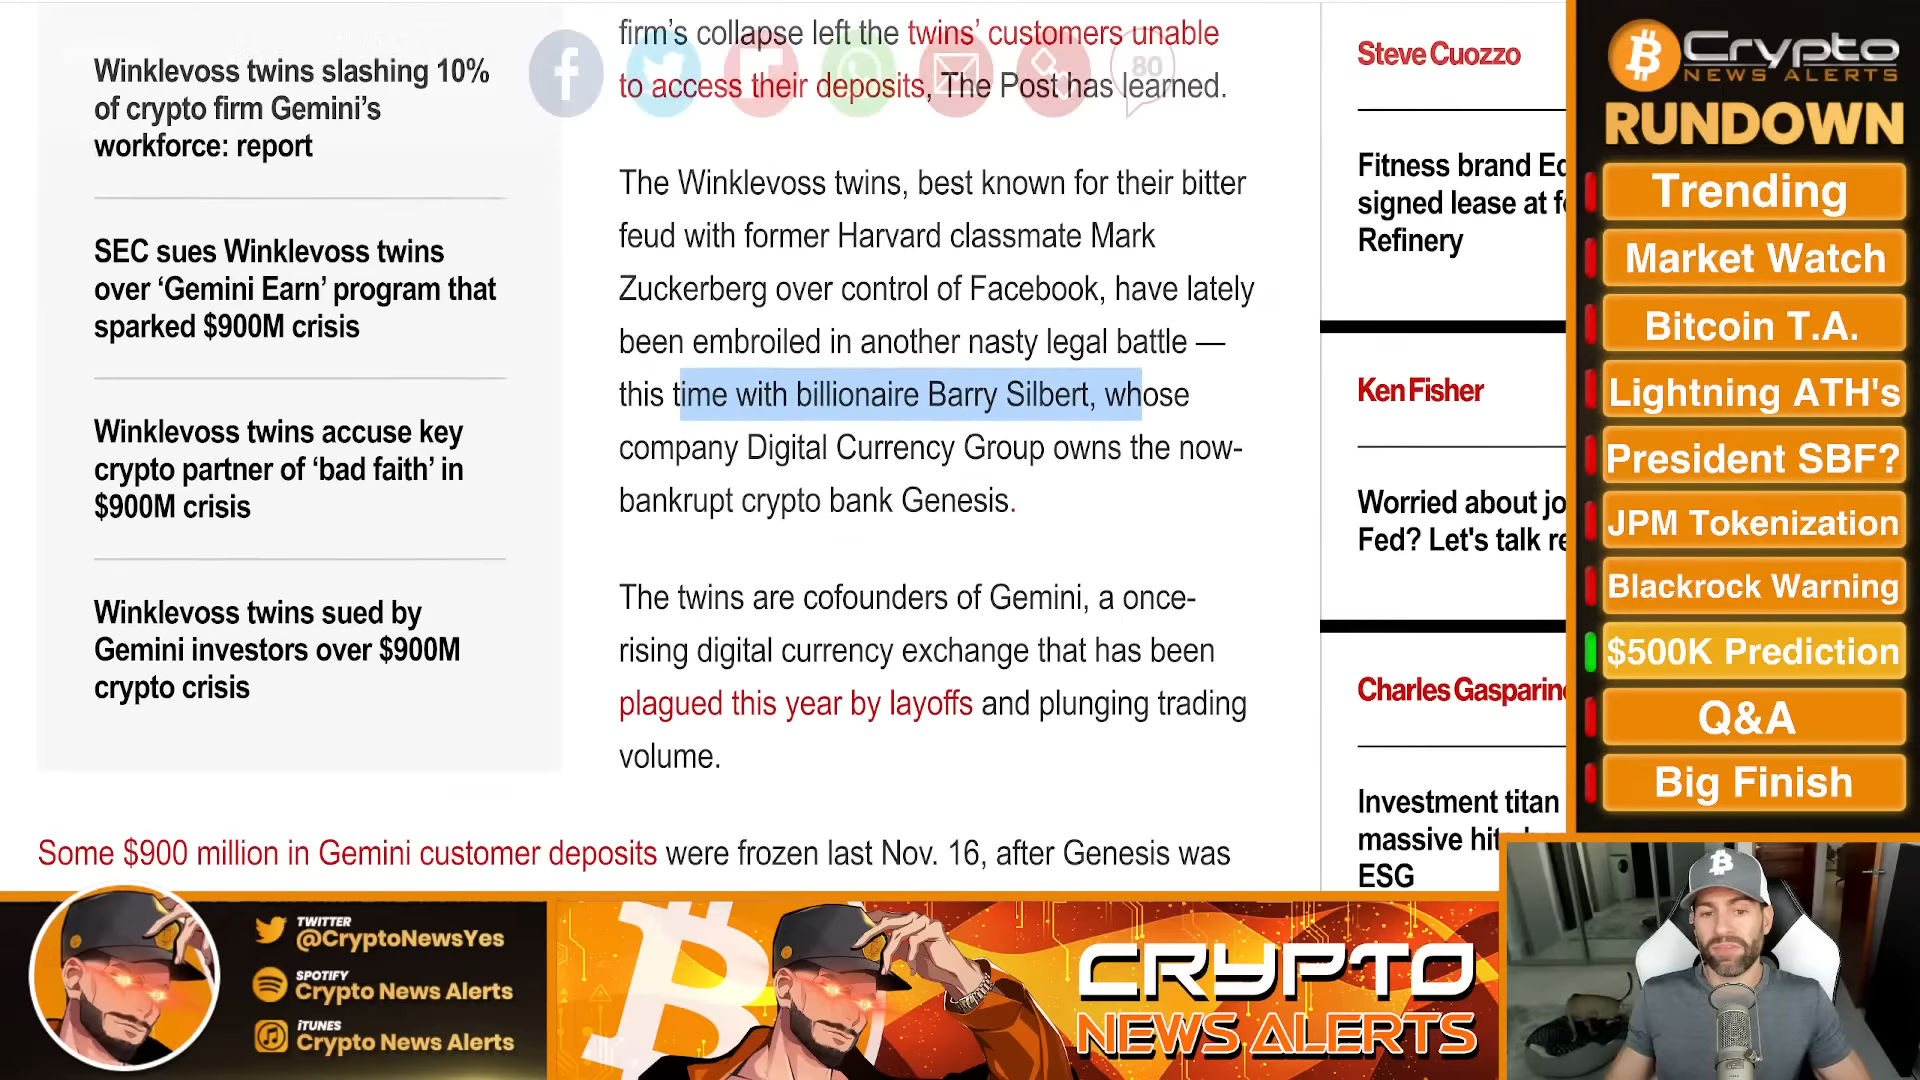 Winklevoss twins slashing 10%
of crypto firm Gemini’s
workforce: report
SEC sues Winklevoss twins
over ‘Gemini Earn’ program that
sparked $900M crisis
Winklevoss twins accuse key
crypto partner of ‘bad faith’ in
$900M crisis
Winklevoss twins sued by
Gemini investors over $900M
crypto crisis
firm’s collapse left the twins’ customers unable
to access their deposits, The Post has learned.
80
The Winklevoss twins, best known for their bitter
feud with former Harvard classmate Mark
Zuckerberg over control of Facebook, have lately
been embroiled in another nasty legal battle —
this time with billionaire Barry Silbert, whose
company Digital Currency Group owns the now-
bankrupt crypto bank Genesis.
The twins are cofounders of Gemini, a once-
rising digital currency exchange that has been
plagued this year by layoffs and plunging trading
volume.
Some $900 million in Gemini customer deposits were frozen last Nov. 16, after Genesis was
Steve Cuozzo
Fitness brand Eq
signed lease at f
Refinery
Ken Fisher
Worried about jo
Fed? Let's talk re
Charles Gasparin
Investment titan
massive hit
ESG
Crypto
NEWS ALERTS
RUNDOWN
Trending
Market Watch
Bitcoin T.A.
Lightning ATH's
President SBF?
JPM Tokenization
Blackrock Warning
$500K Prediction
Q&A
Big Finish
TWITTER
@CryptoNewsYes
SPOTIFY
Crypto News Alerts
iTUNES
Crypto News Alerts
CRYPTO
NEWS ALERTS